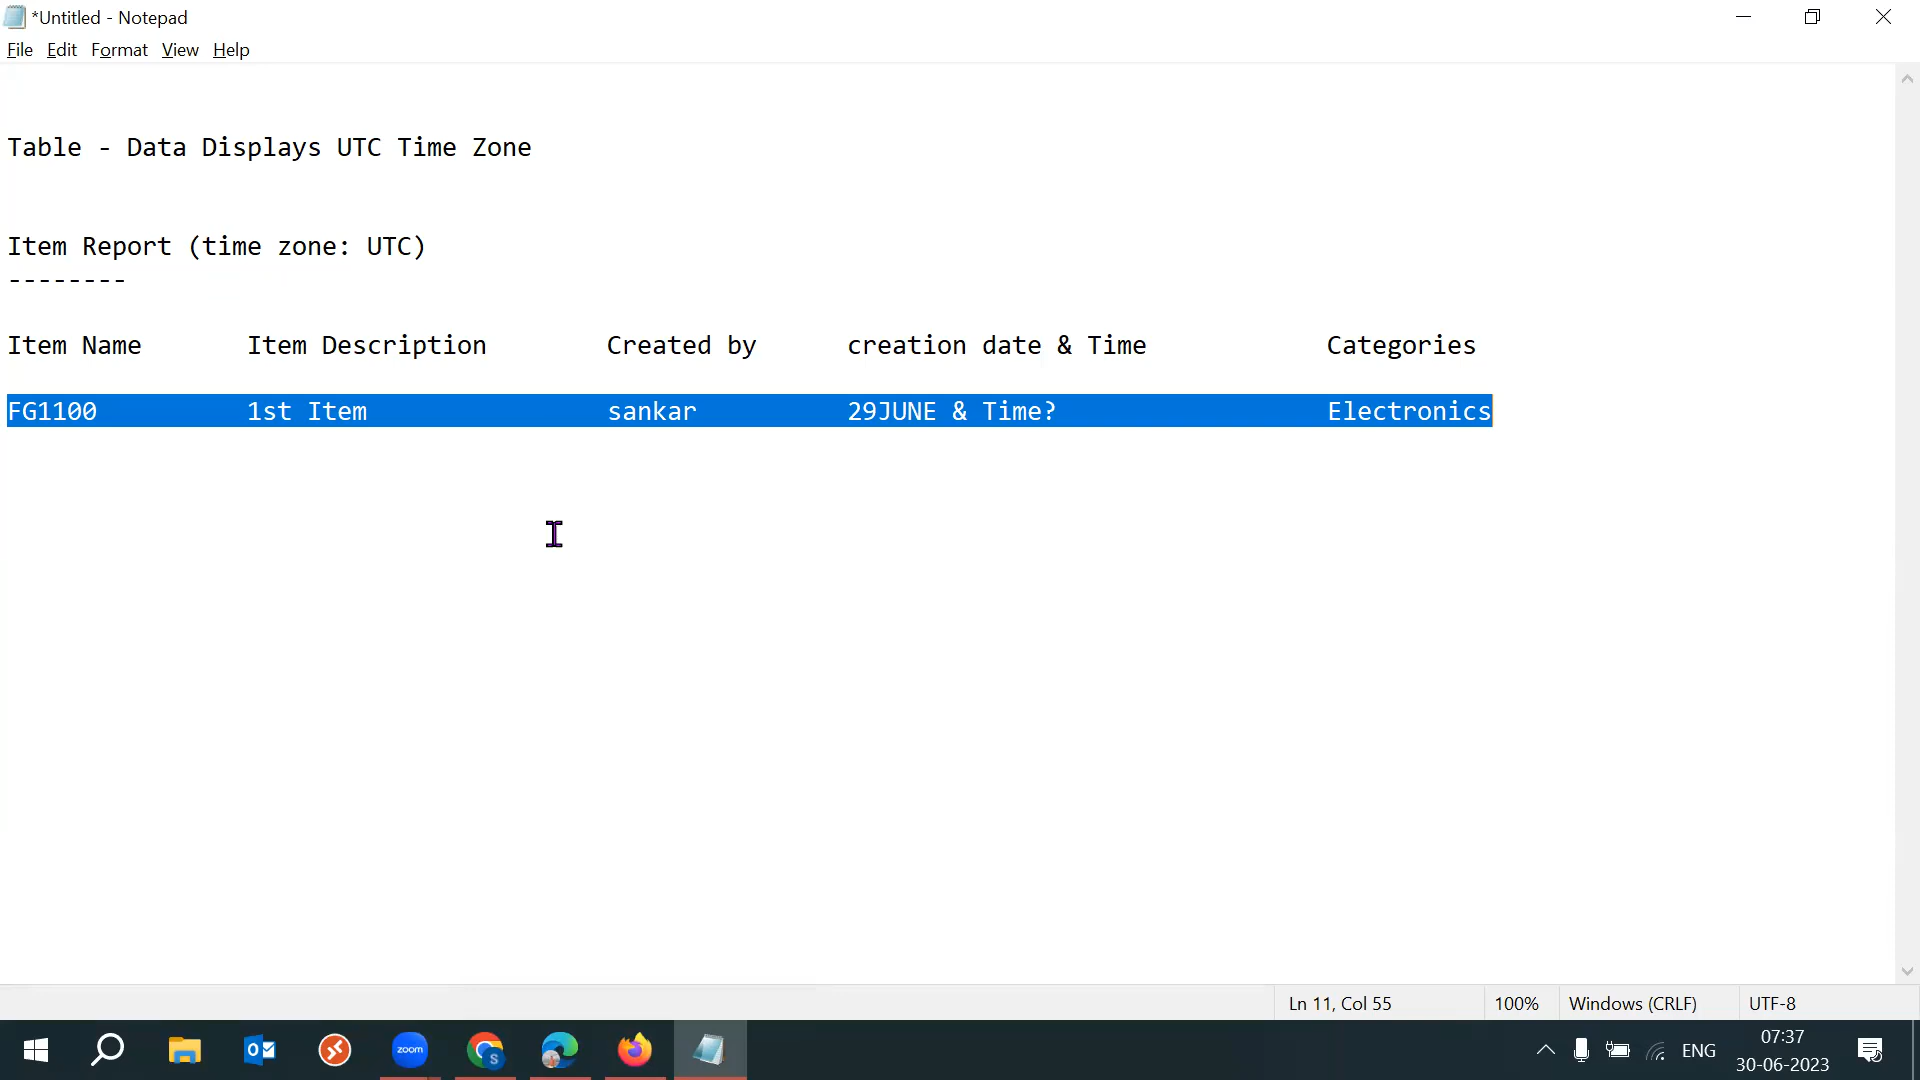 *Untitled - Notepad
File Edit Format View Help
Table - Data Displays UTC Time Zone
Item Report (time zone: UTC)
--------
Item Name Item Description Created by creation date & Time Categories
FG1100 1st Item sankar 29JUNE & Time? Electronics
Ln 11, Col 55 100% Windows (CRLF) UTF-8
zoom S ENG 07:37
30-06-2023